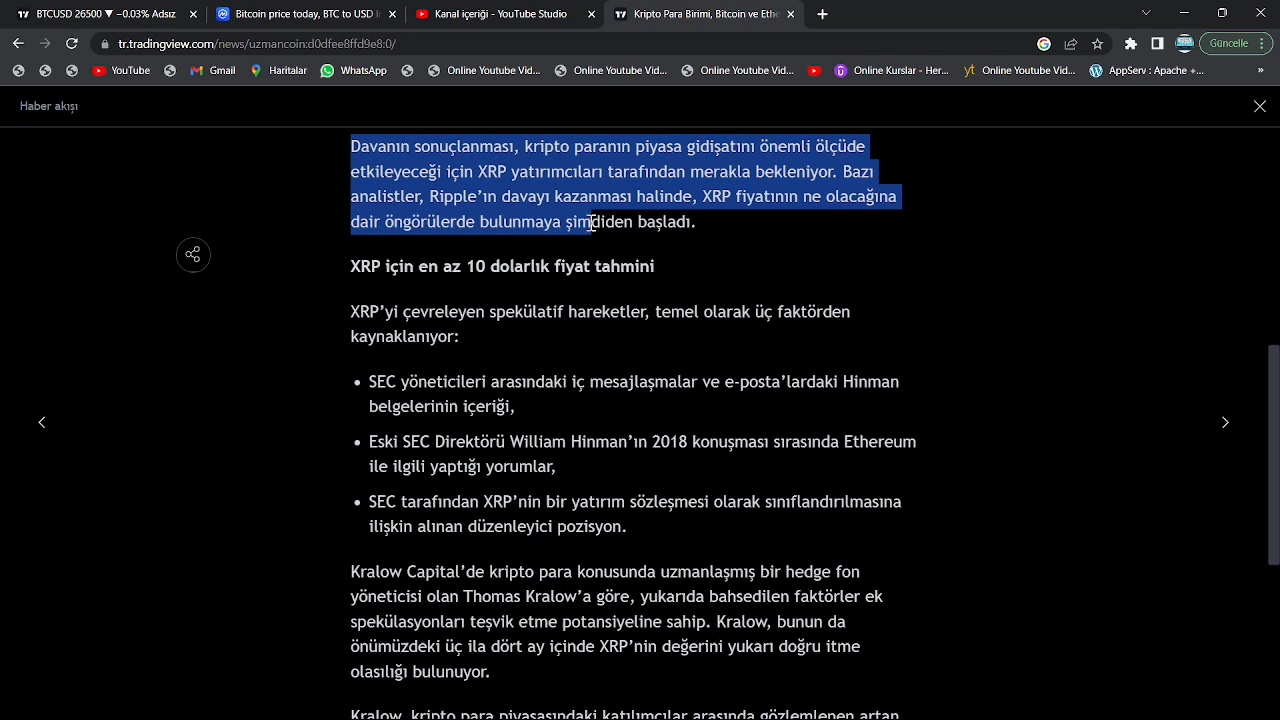 BTCUSD 26500 ▼ −0.03% Adsız
Bitcoin price today, BTC to USD li
Kanal içeriği - YouTube Studio
Kripto Para Birimi, Bitcoin ve Ethe
tr.tradingview.com/news/uzmancoin:d0dfee8ffd9e8:0/
Güncelle
YouTube
Gmail
Haritalar
WhatsApp
Online Youtube Vid...
Online Youtube Vid...
Online Youtube Vid...
Online Kurslar - Her...
Online Youtube Vid...
AppServ : Apache +...
»
Haber akışı
Davanın sonuçlanması, kripto paranın piyasa gidişatını önemli ölçüde
etkileyeceği için XRP yatırımcıları tarafından merakla bekleniyor. Bazı
analistler, Ripple’ın davayı kazanması halinde, XRP fiyatının ne olacağına
dair öngörülerde bulunmaya şimdiden başladı.
XRP için en az 10 dolarlık fiyat tahmini
XRP’yi çevreleyen spekülatif hareketler, temel olarak üç faktörden
kaynaklanıyor:
• SEC yöneticileri arasındaki iç mesajlaşmalar ve e-posta’lardaki Hinman
belgelerinin içeriği,
• Eski SEC Direktörü William Hinman’ın 2018 konuşması sırasında Ethereum
ile ilgili yaptığı yorumlar,
• SEC tarafından XRP’nin bir yatırım sözleşmesi olarak sınıflandırılmasına
ilişkin alınan düzenleyici pozisyon.
Kralow Capital’de kripto para konusunda uzmanlaşmış bir hedge fon
yöneticisi olan Thomas Kralow’a göre, yukarıda bahsedilen faktörler ek
spekülasyonları teşvik etme potansiyeline sahip. Kralow, bunun da
önümüzdeki üç ila dört ay içinde XRP’nin değerini yukarı doğru itme
olasılığı bulunuyor.
Kralow, kripto para piyasasındaki katılımcılar arasında gözlemlenen artan